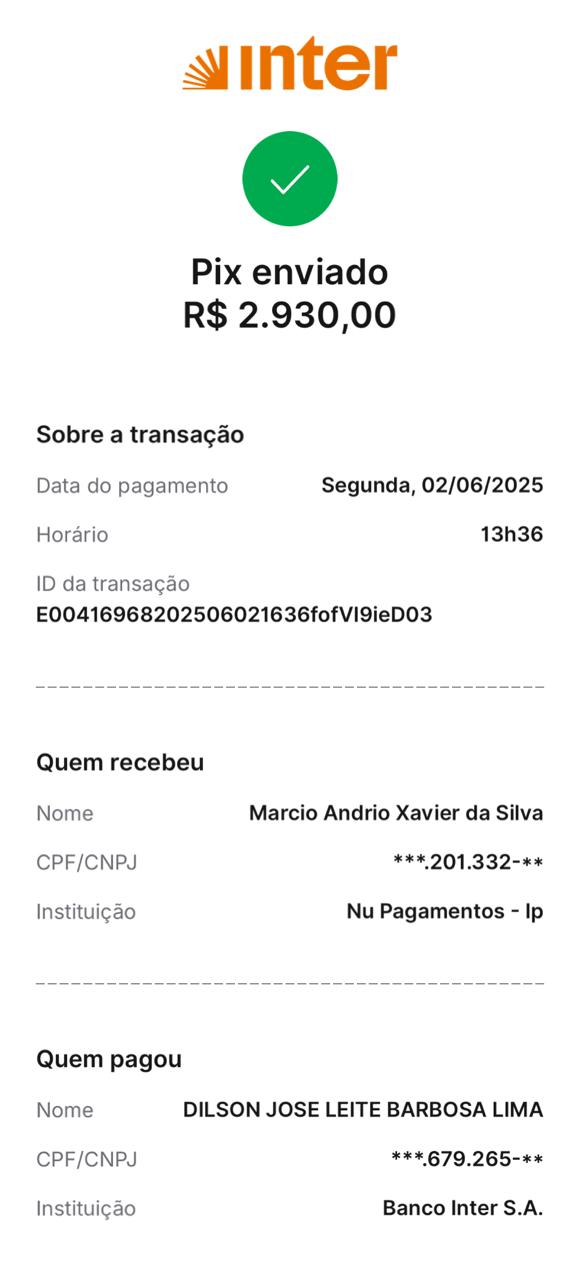 inter
Pix enviado
R$ 2.930,00
Sobre a transação
Data do pagamento Segunda, 02/06/2025
Horário 13h36
ID da transação
E00416968202506021636fofVI9ieD03
Quem recebeu
Nome Marcio Andrio Xavier da Silva
CPF/CNPJ ***.201.332-**
Instituição Nu Pagamentos - Ip
Quem pagou
Nome DILSON JOSE LEITE BARBOSA LIMA
CPF/CNPJ ***.679.265-**
Instituição Banco Inter S.A.